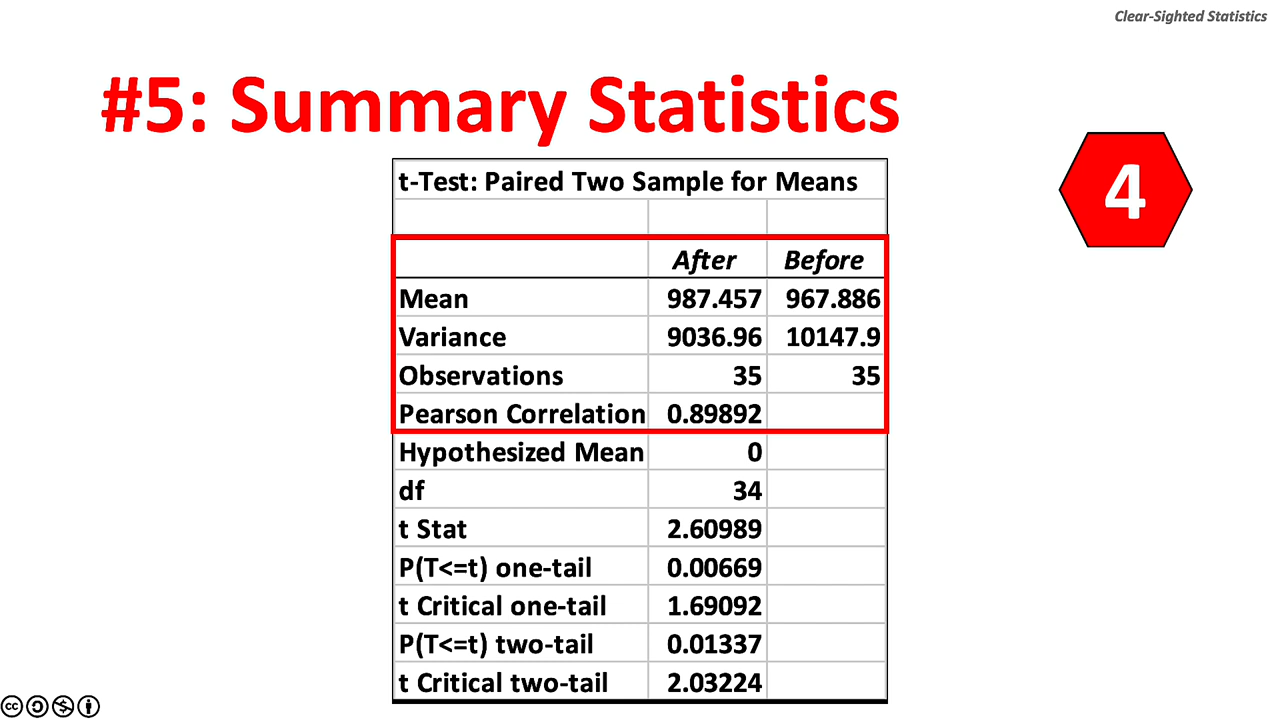 Clear-Sighted Statistics
#5: Summary Statistics
4
t-Test: Paired Two Sample for Means
After Before
Mean 987.457 967.886
Variance 9036.96 10147.9
Observations 35 35
Pearson Correlation 0.89892
Hypothesized Mean 0
df 34
t Stat 2.60989
P(T<=t) one-tail 0.00669
t Critical one-tail 1.69092
P(T<=t) two-tail 0.01337
t Critical two-tail 2.03224
cc